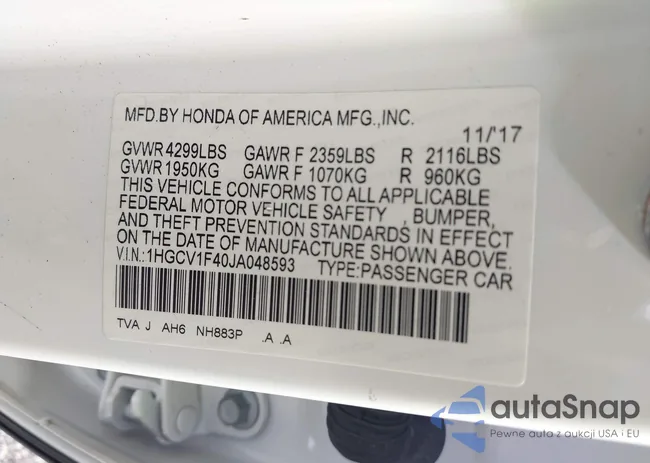 MFD.BY HONDA OF AMERICA MFG.,INC.
11/'17
GVWR 4299LBS GAWR F 2359LBS R 2116LBS
GVWR 1950KG GAWR F 1070KG R 960KG
THIS VEHICLE CONFORMS TO ALL APPLICABLE
FEDERAL MOTOR VEHICLE SAFETY , BUMPER,
AND THEFT PREVENTION STANDARDS IN EFFECT
ON THE DATE OF MANUFACTURE SHOWN ABOVE.
V.I.N.:1HGCV1F40JA048593 TYPE:PASSENGER CAR
TVA J AH6 NH883P .A .A
autaSnap
Pewne auta z aukcji USA i EU